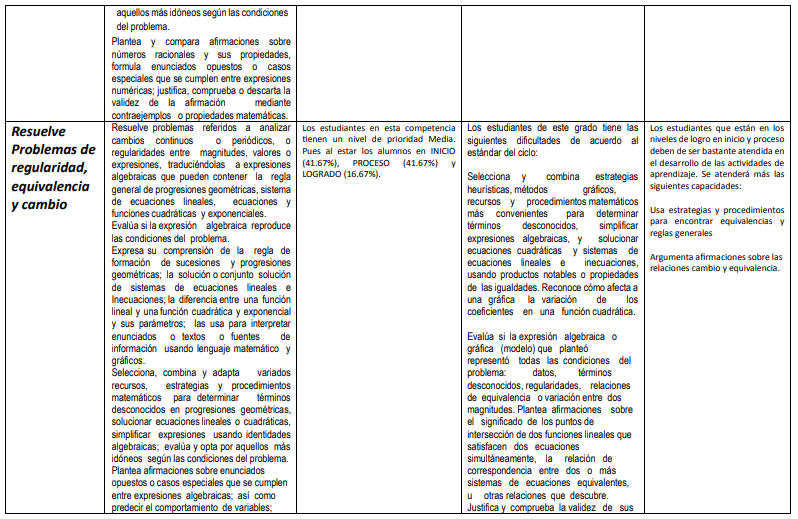 aquellos más idóneos según las condiciones
del problema.
Plantea y compara afirmaciones sobre
números racionales y sus propiedades,
formula enunciados opuestos o casos
especiales que se cumplen entre expresiones
numéricas; justifica, comprueba o descarta la
validez de la afirmación mediante
contraejemplos o propiedades matemáticas.
Resuelve
Problemas de
regularidad,
equivalencia
y cambio
Resuelve problemas referidos a analizar
cambios continuos o periódicos, o
regularidades entre magnitudes, valores o
expresiones, traduciéndolas a expresiones
algebraicas que pueden contener la regla
general de progresiones geométricas, sistema
de ecuaciones lineales, ecuaciones y
funciones cuadráticas y exponenciales.
Evalúa si la expresión algebraica reproduce
las condiciones del problema.
Expresa su comprensión de la regla de
formación de sucesiones y progresiones
geométricas; la solución o conjunto solución
de sistemas de ecuaciones lineales e
Inecuaciones; la diferencia entre una función
lineal y una función cuadrática y exponencial
y sus parámetros; las usa para interpretar
enunciados o textos o fuentes de
información usando lenguaje matemático y
gráficos.
Selecciona, combina y adapta variados
recursos, estrategias y procedimientos
matemáticos para determinar términos
desconocidos en progresiones geométricas,
solucionar ecuaciones lineales o cuadráticas,
simplificar expresiones usando identidades
algebraicas; evalúa y opta por aquellos más
idóneos según las condiciones del problema.
Plantea afirmaciones sobre enunciados
opuestos o casos especiales que se cumplen
entre expresiones algebraicas; así como
predecir el comportamiento de variables;
Los estudiantes en esta competencia
tienen un nivel de prioridad Media.
Pues al estar los alumnos en INICIO
(41.67%), PROCESO (41.67%) y
LOGRADO (16.67%).
Los estudiantes de este grado tiene las
siguientes dificultades de acuerdo al
estándar del ciclo:
Selecciona y combina estrategias
heurísticas, métodos gráficos,
recursos y procedimientos matemáticos
más convenientes para determinar
términos desconocidos, simplificar
expresiones algebraicas, y solucionar
ecuaciones cuadráticas y sistemas de
ecuaciones lineales e inecuaciones,
usando productos notables o propiedades
de las igualdades. Reconoce cómo afecta a
una gráfica la variación de los
coeficientes en una función cuadrática.
Evalúa si la expresión algebraica o
gráfica (modelo) que planteó
representó todas las condiciones del
problema: datos, términos
desconocidos, regularidades, relaciones
de equivalencia o variación entre dos
magnitudes. Plantea afirmaciones sobre
el significado de los puntos de
intersección de dos funciones lineales que
satisfacen dos ecuaciones
simultáneamente, la relación de
correspondencia entre dos o más
sistemas de ecuaciones equivalentes,
u otras relaciones que descubre.
Justifica y comprueba la validez de sus
Los estudiantes que están en los
niveles de logro en inicio y proceso
deben de ser bastante atendida en
el desarrollo de las actividades de
aprendizaje. Se atenderá más las
siguientes capacidades:
Usa estrategias y procedimientos
para encontrar equivalencias y
reglas generales
Argumenta afirmaciones sobre las
relaciones cambio y equivalencia.